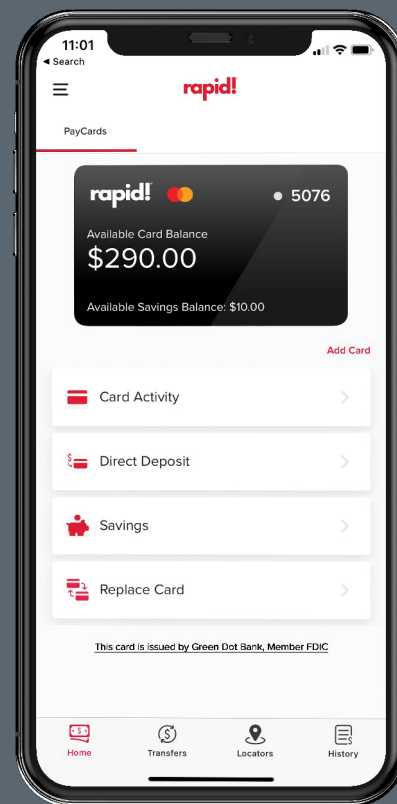 11:01
◀ Search
rapid!
PayCards
rapid! 5076
Available Card Balance
$290.00
Available Savings Balance: $10.00
Add Card
Card Activity
Direct Deposit
Savings
Replace Card
This card is issued by Green Dot Bank, Member FDIC
Home Transfers Locators History